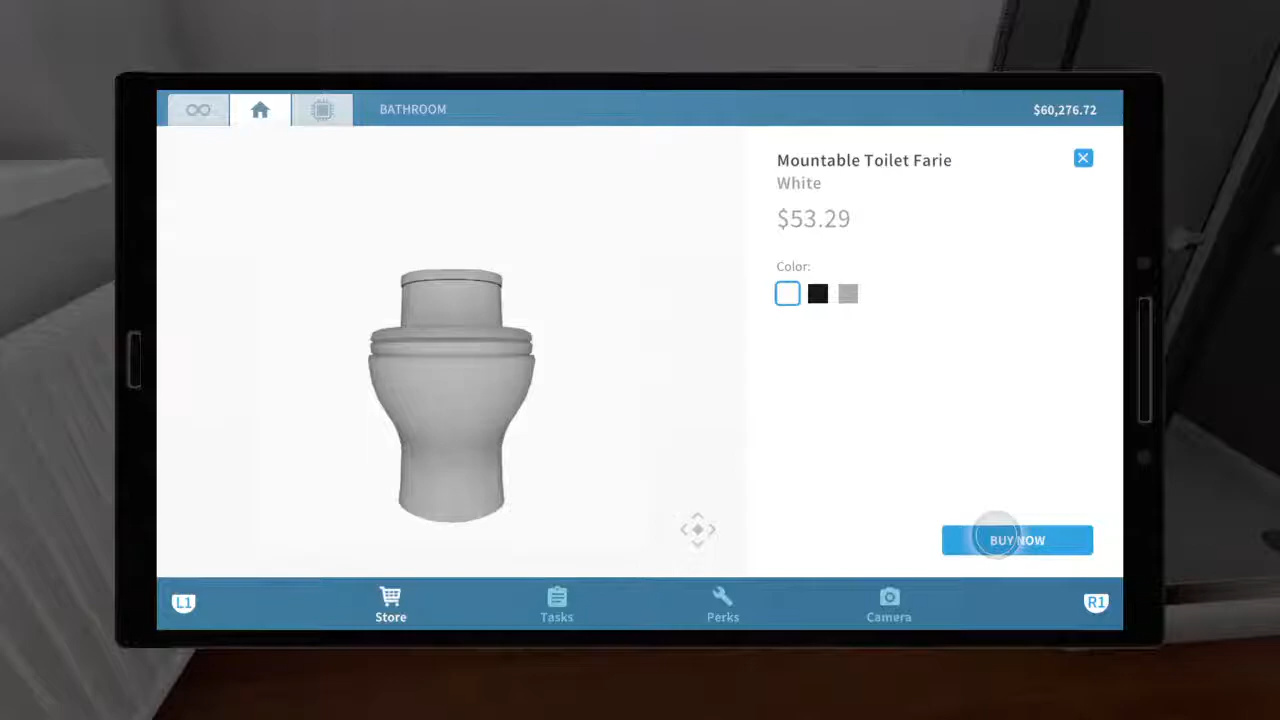 BATHROOM
$60,276.72
Mountable Toilet Farie
White
$53.29
Color:
BUY NOW
L1
Store
Tasks
Perks
Camera
R1